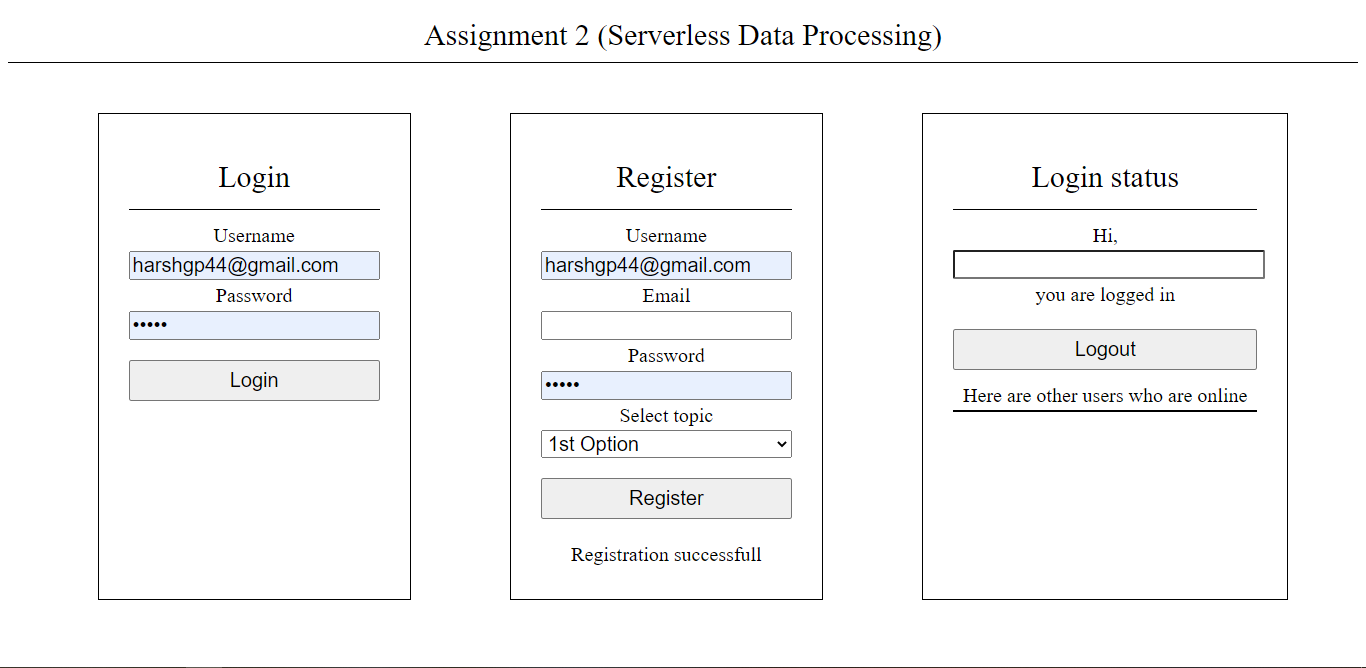 Assignment 2 (Serverless Data Processing)
Login
Username
harshgp44@gmail.com
Password
•••••
Login
Register
Username
harshgp44@gmail.com
Email
Password
•••••
Select topic
1st Option
Register
Registration successfull
Login status
Hi,
you are logged in
Logout
Here are other users who are online